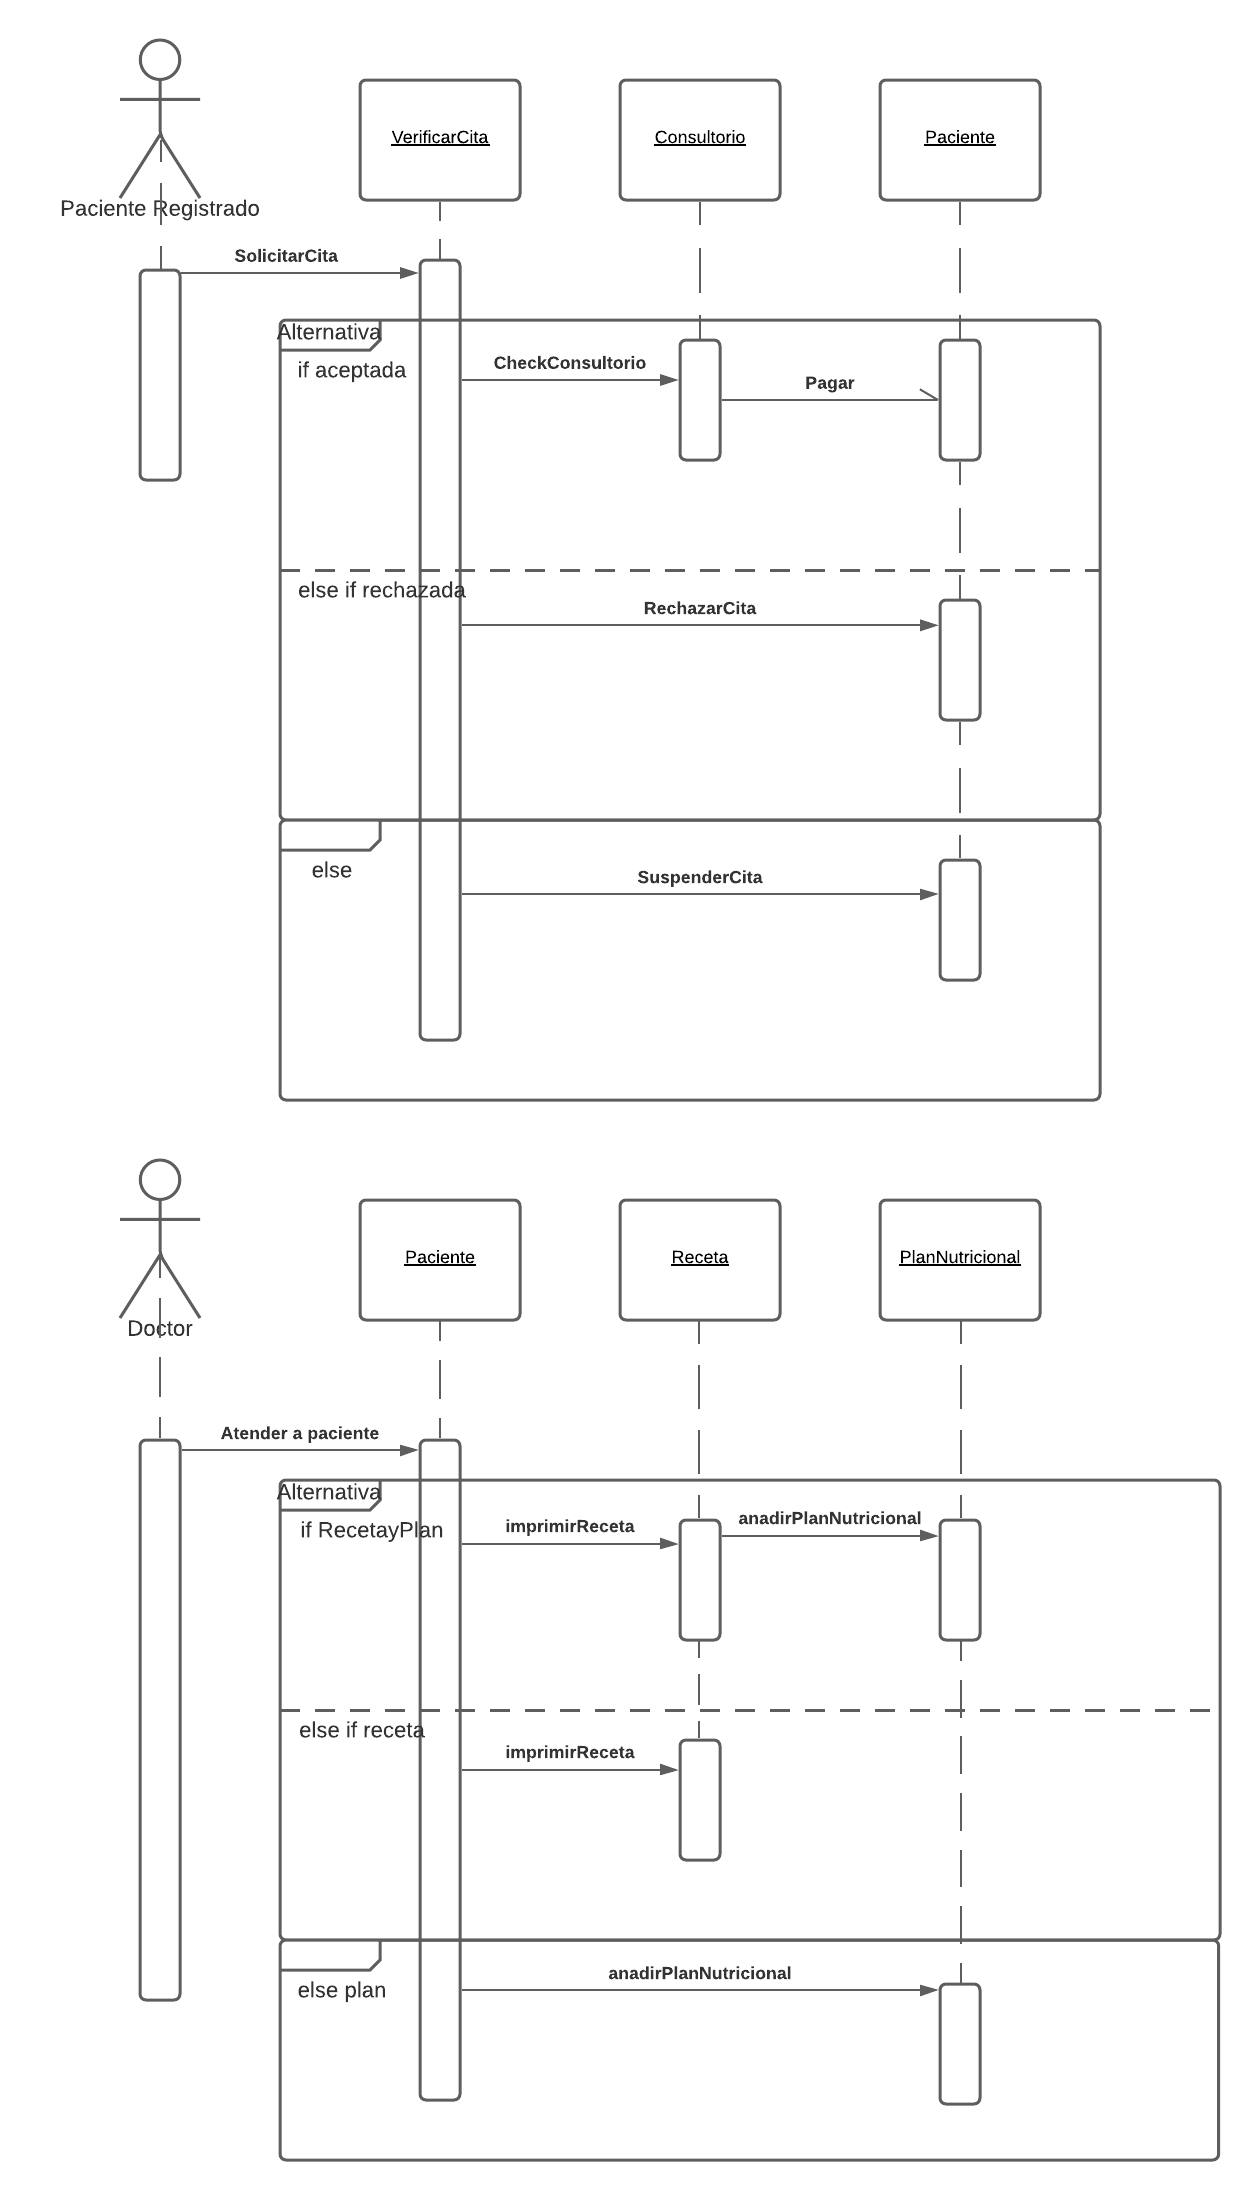 Paciente Registrado
VerificarCita
Consultorio
Paciente
SolicitarCita
Alternativa
if aceptada
CheckConsultorio
Pagar
else if rechazada
RechazarCita
else
SuspenderCita
Doctor
Paciente
Receta
PlanNutricional
Atender a paciente
Alternativa
if RecetayPlan
imprimirReceta
anadirPlanNutricional
else if receta
imprimirReceta
else plan
anadirPlanNutricional